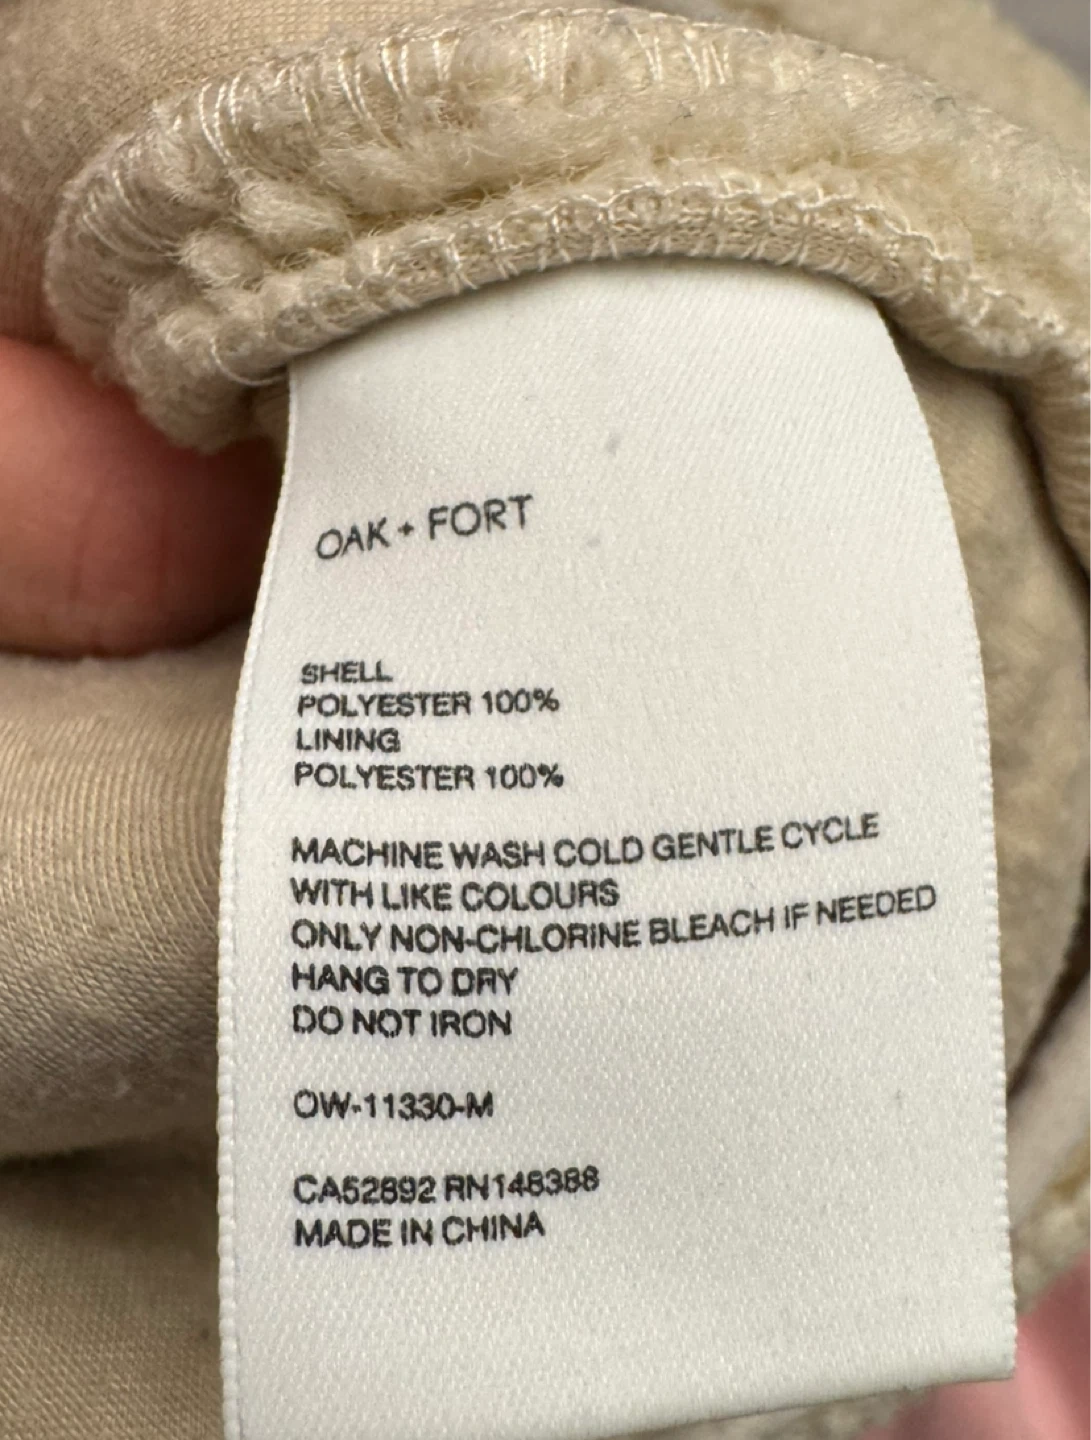 OAK + FORT
SHELL
POLYESTER 100%
LINING
POLYESTER 100%
MACHINE WASH COLD GENTLE CYCLE
WITH LIKE COLOURS
ONLY NON-CHLORINE BLEACH IF NEEDED
HANG TO DRY
DO NOT IRON
OW-11330-M
CA52892 RN148388
MADE IN CHINA